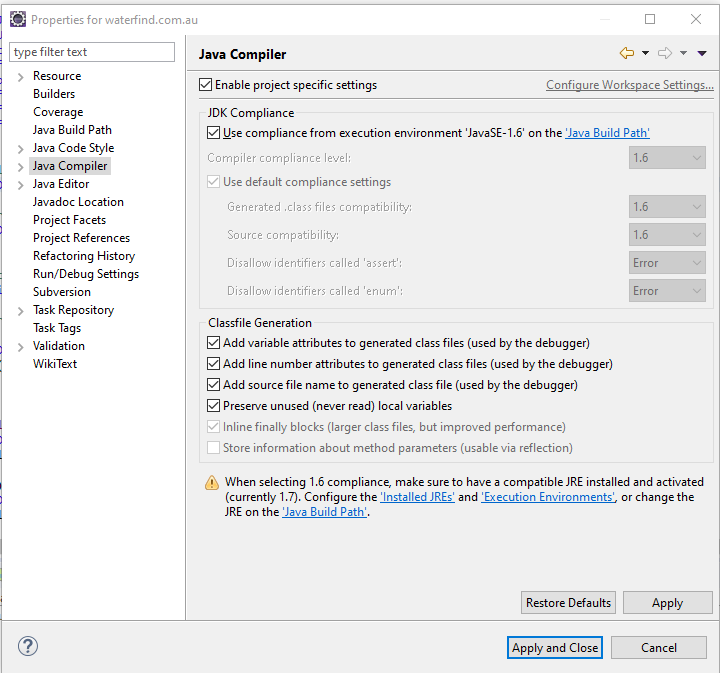 Properties for waterfind.com.au
type filter text
Resource
Builders
Coverage
Java Build Path
Java Code Style
Java Compiler
Java Editor
Javadoc Location
Project Facets
Project References
Refactoring History
Run/Debug Settings
Subversion
Task Repository
Task Tags
Validation
WikiText
Java Compiler
Enable project specific settings
Configure Workspace Settings...
JDK Compliance
Use compliance from execution environment 'JavaSE-1.6' on the 'Java Build Path'
Compiler compliance level: 1.6
Use default compliance settings
Generated .class files compatibility: 1.6
Source compatibility: 1.6
Disallow identifiers called 'assert': Error
Disallow identifiers called 'enum': Error
Classfile Generation
Add variable attributes to generated class files (used by the debugger)
Add line number attributes to generated class files (used by the debugger)
Add source file name to generated class file (used by the debugger)
Preserve unused (never read) local variables
Inline finally blocks (larger class files, but improved performance)
Store information about method parameters (usable via reflection)
When selecting 1.6 compliance, make sure to have a compatible JRE installed and activated
(currently 1.7). Configure the 'Installed JREs' and 'Execution Environments', or change the
JRE on the 'Java Build Path'.
Restore Defaults
Apply
?
Apply and Close
Cancel